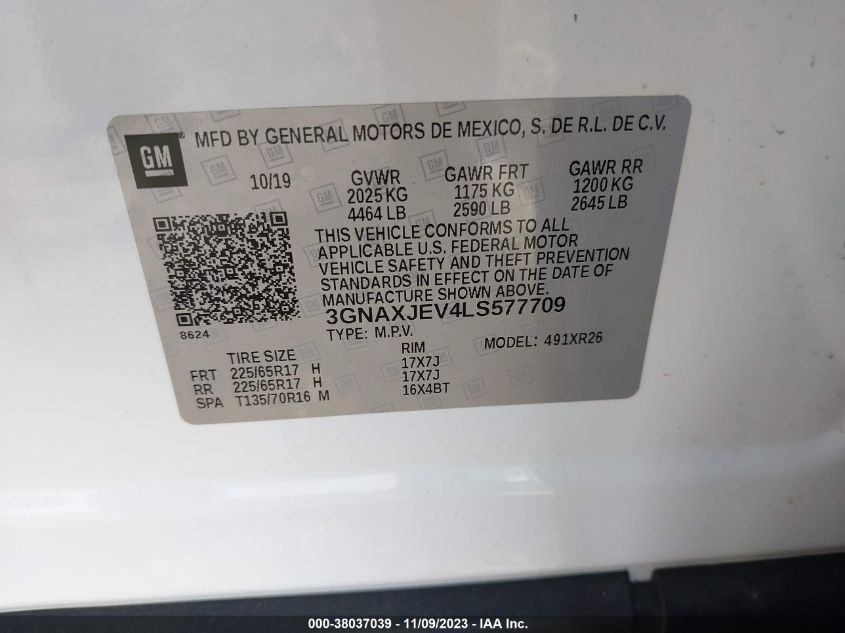 GM
MFD BY GENERAL MOTORS DE MEXICO, S. DE R.L. DE C.V.
10/19 GVWR GAWR FRT GAWR RR
2025 KG 1175 KG 1200 KG
4464 LB 2590 LB 2645 LB
THIS VEHICLE CONFORMS TO ALL
APPLICABLE U.S. FEDERAL MOTOR
VEHICLE SAFETY AND THEFT PREVENTION
STANDARDS IN EFFECT ON THE DATE OF
MANUFACTURE SHOWN ABOVE.
3GNAXJEV4LS577709
8624
TYPE: M.P.V. MODEL: 491XR26
TIRE SIZE RIM
FRT 225/65R17 H 17X7J
RR 225/65R17 H 17X7J
SPA T135/70R16 M 16X4BT
000-38037039 - 11/09/2023 - IAA Inc.